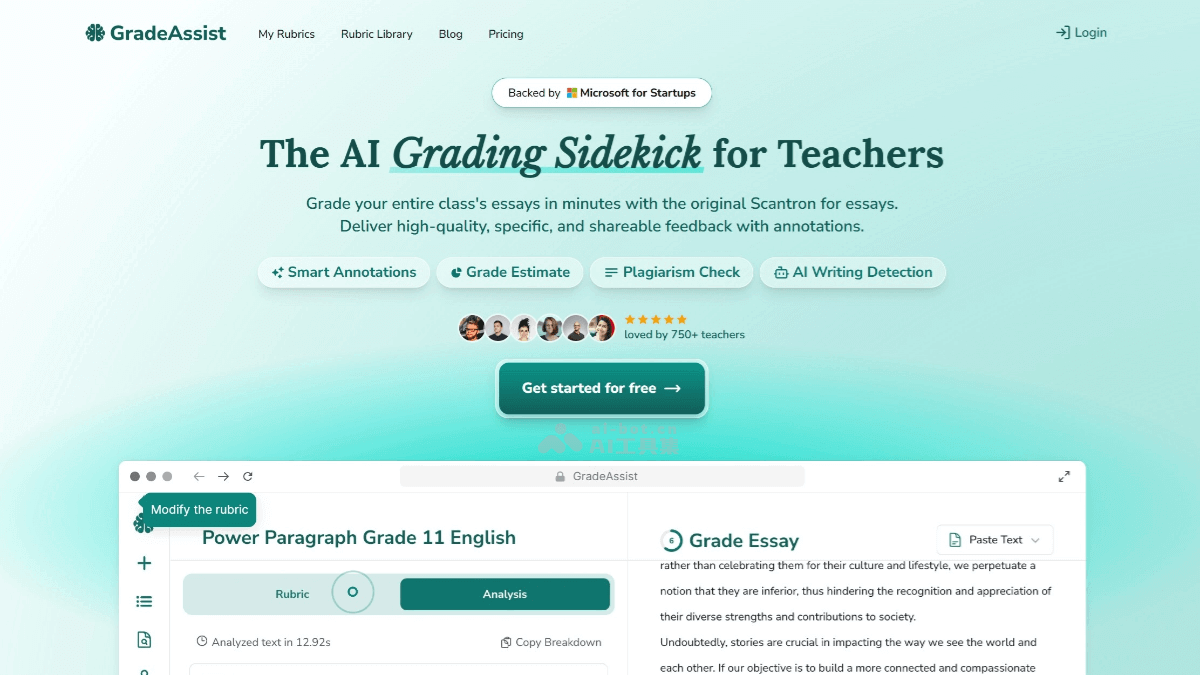 GradeAssist
My Rubrics
Rubric Library
Blog
Pricing
Login
Backed by Microsoft for Startups
The AI Grading Sidekick for Teachers
Grade your entire class's essays in minutes with the original Scantron for essays.
Deliver high-quality, specific, and shareable feedback with annotations.
Smart Annotations
Grade Estimate
Plagiarism Check
AI Writing Detection
loved by 750+ teachers
Get started for free →
GradeAssist
Modify the rubric
Power Paragraph Grade 11 English
Rubric
Analysis
Analyzed text in 12.92s
Copy Breakdown
6
Grade Essay
Paste Text
rather than celebrating them for their culture and lifestyle, we perpetuate a
notion that they are inferior, thus hindering the recognition and appreciation of
their diverse strengths and contributions to society.
Undoubtedly, stories are crucial in impacting the way we see the world and
each other. If our objective is to build a more connected and compassionate